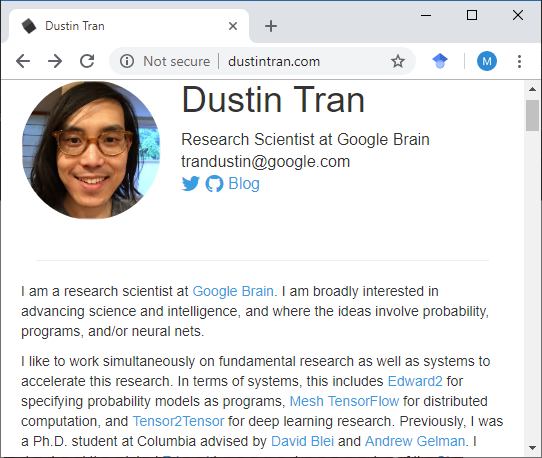 Dustin Tran
Not secure | dustintran.com
M
Dustin Tran
Research Scientist at Google Brain
trandustin@google.com
Blog
I am a research scientist at Google Brain. I am broadly interested in
advancing science and intelligence, and where the ideas involve probability,
programs, and/or neural nets.
I like to work simultaneously on fundamental research as well as systems to
accelerate this research. In terms of systems, this includes Edward2 for
specifying probability models as programs, Mesh TensorFlow for distributed
computation, and Tensor2Tensor for deep learning research. Previously, I was
a Ph.D. student at Columbia advised by David Blei and Andrew Gelman. I